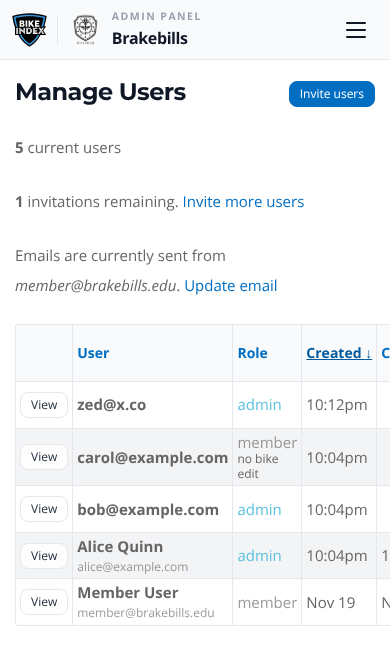 BIKE INDEX
ADMIN PANEL
Brakebills
Manage Users
Invite users
5 current users
1 invitations remaining. Invite more users
Emails are currently sent from
member@brakebills.edu. Update email
User Role Created ↓ C
View zed@x.co admin 10:12pm
View carol@example.com member no bike edit 10:04pm
View bob@example.com admin 10:04pm
View Alice Quinn alice@example.com admin 10:04pm 1
View Member User member@brakebills.edu member Nov 19 N